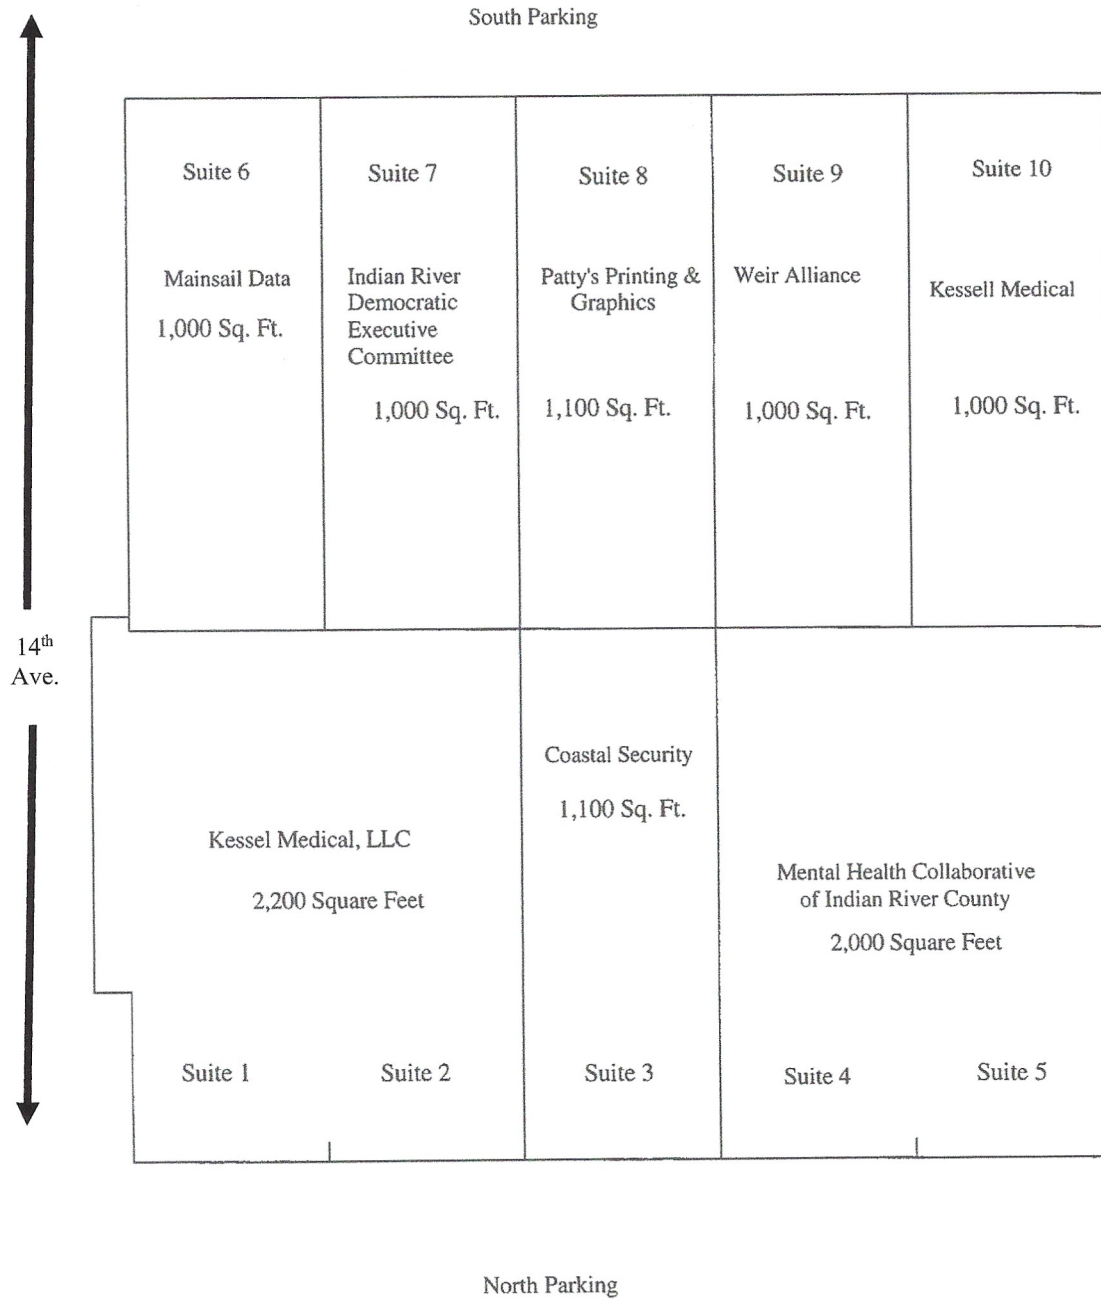 South Parking
Suite 6
Suite 7
Suite 8
Suite 9
Suite 10
Mainsail Data
1,000 Sq. Ft.
Indian River
Democratic
Executive
Committee
1,000 Sq. Ft.
Patty's Printing &
Graphics
1,100 Sq. Ft.
Weir Alliance
1,000 Sq. Ft.
Kessell Medical
1,000 Sq. Ft.
14th
Ave.
Kessel Medical, LLC
2,200 Square Feet
Coastal Security
1,100 Sq. Ft.
Mental Health Collaborative
of Indian River County
2,000 Square Feet
Suite 1
Suite 2
Suite 3
Suite 4
Suite 5
North Parking